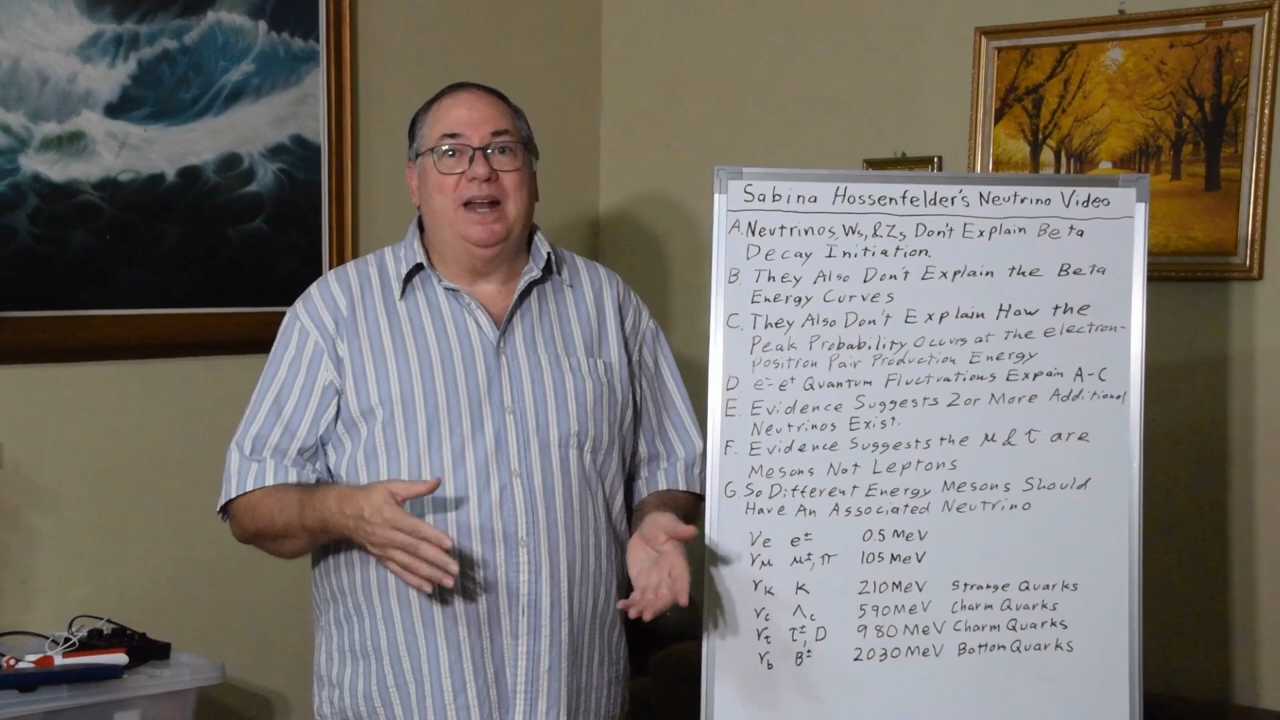 Sabina Hossenfelder's Neutrino Video
A. Neutrinos, Ws, & Zs Don't Explain Beta
Decay Initiation.
B. They Also Don't Explain the Beta
Energy Curves
C. They Also Don't Explain How the
Peak Probability Occurs at the electron-
positron Pair Production Energy
D e-e+ Quantum Fluctuations Expain A-C
E. Evidence Suggests 2 or More Additional
Neutrinos Exist.
F. Evidence Suggests the μ & τ are
Mesons Not Leptons
G. So Different Energy Mesons Should
Have An Associated Neutrino
νe e± 0.5 MeV
νμ μ±, π 105 MeV
νk K 210 MeV Strange Quarks
νc Λc 590 MeV Charm Quarks
ντ τ±, D 980 MeV Charm Quarks
νb B± 2030 MeV Bottom Quarks